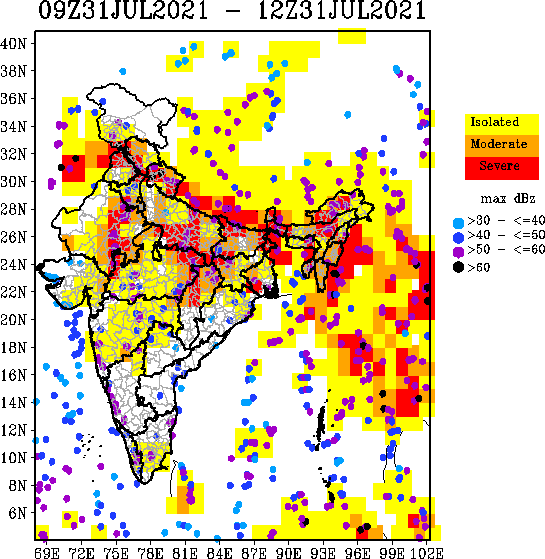 09Z31JUL2021 - 12Z31JUL2021
40N
38N
36N
34N
32N
30N
28N
26N
24N
22N
20N
18N
16N
14N
12N
10N
8N
6N
69E 72E 75E 78E 81E 84E 87E 90E 93E 96E 99E 102E
Isolated
Moderate
Severe
max dBz
>30 - <=40
>40 - <=50
>50 - <=60
>60